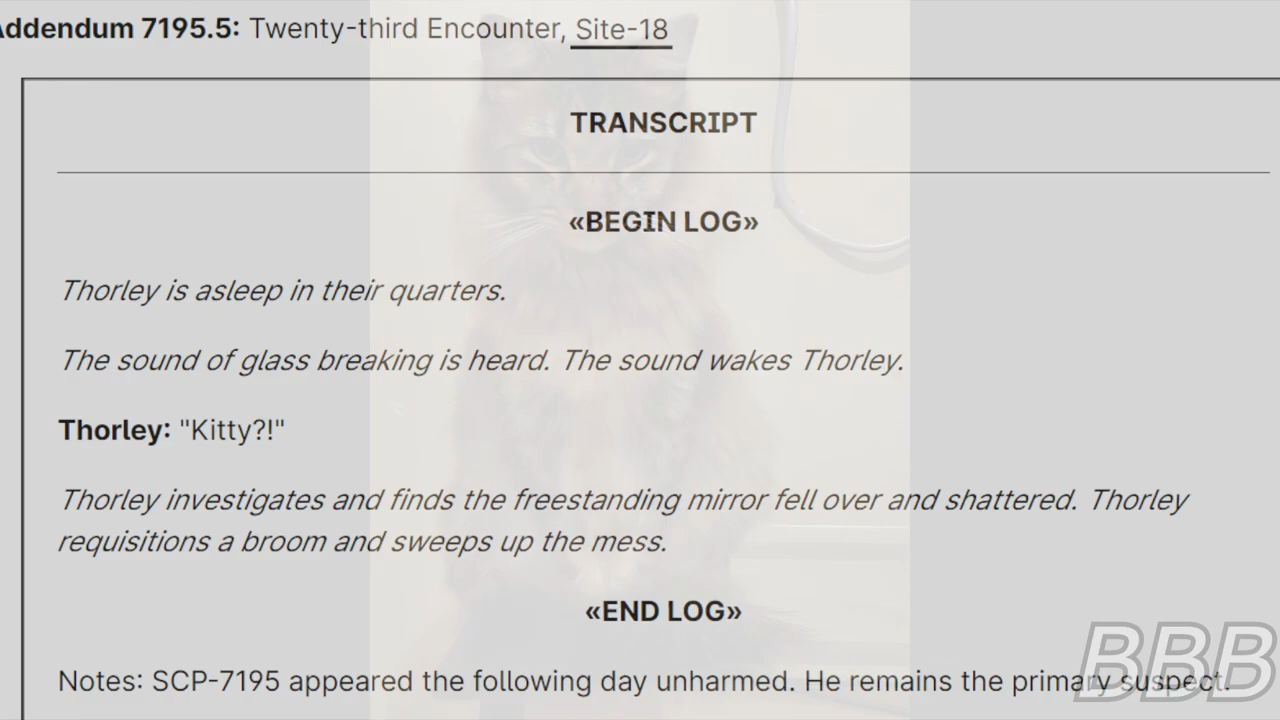 Addendum 7195.5: Twenty-third Encounter, Site-18
TRANSCRIPT
«BEGIN LOG»
Thorley is asleep in their quarters.
The sound of glass breaking is heard. The sound wakes Thorley.
Thorley: "Kitty?!"
Thorley investigates and finds the freestanding mirror fell over and shattered. Thorley
requisitions a broom and sweeps up the mess.
«END LOG»
Notes: SCP-7195 appeared the following day unharmed. He remains the primary suspect.
BBB